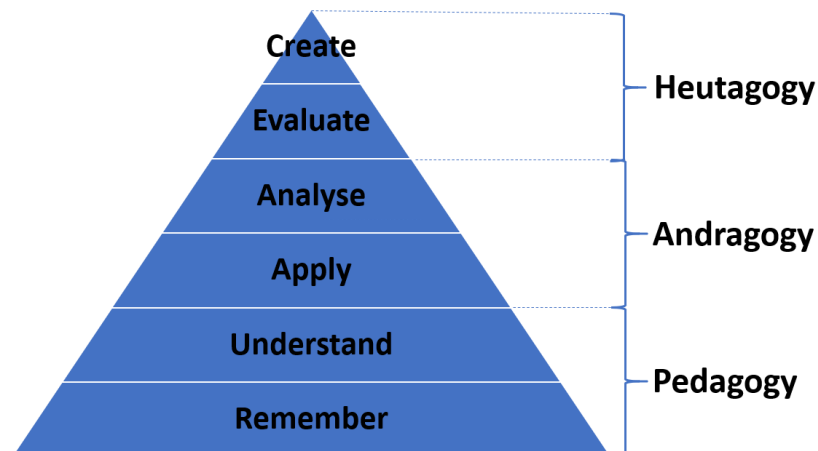 Create
Evaluate
Analyse
Apply
Understand
Remember
Heutagogy
Andragogy
Pedagogy